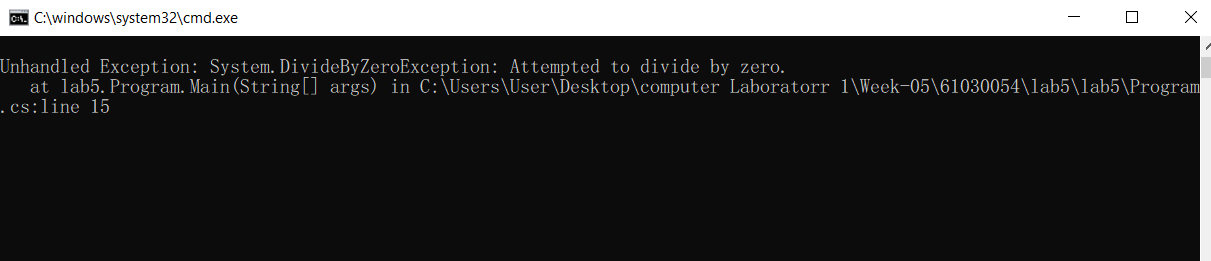 C:\windows\system32\cmd.exe
Unhandled Exception: System.DivideByZeroException: Attempted to divide by zero.
   at lab5.Program.Main(String[] args) in C:\Users\User\Desktop\computer Laboratorr 1\Week-05\61030054\lab5\lab5\Program
.cs:line 15